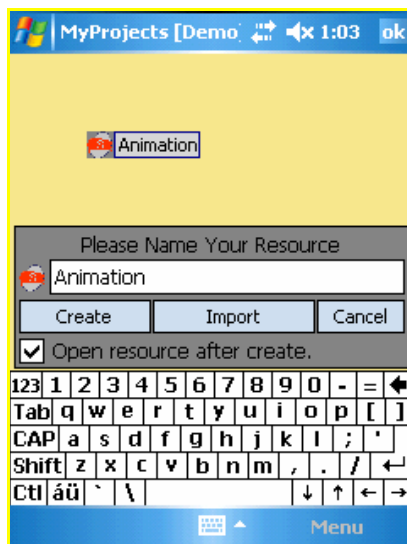 MyProjects [Demo] 1:03 ok
Animation
Please Name Your Resource
Animation
Create Import Cancel
Open resource after create.
123 1 2 3 4 5 6 7 8 9 0 - =
Tab q w e r t y u i o p [ ]
CAP a s d f g h j k l ; '
Shift z x c v b n m , . /
Ctl áü ` \
Menu